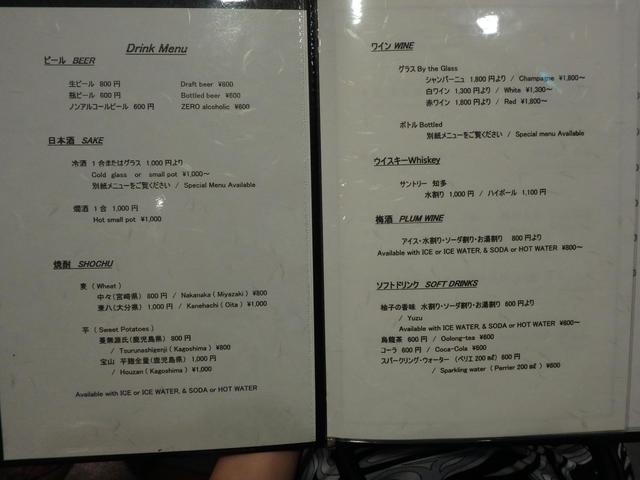 Drink Menu
ビール BEER
生ビール 800 円 Draft beer ¥800
瓶ビール 600 円 Bottled beer ¥600
ノンアルコールビール 600 円 ZERO alcoholic ¥600
日本酒 SAKE
冷酒 1 合またはグラス 1,000 円より
Cold glass or small pot ¥1,000～
別紙メニューをご覧ください / Special Menu Available
燗酒 1 合 1,000 円
Hot small pot ¥1,000
焼酎 SHOCHU
麦 ( Wheat )
中々(宮崎県) 800 円 / Nakanaka ( Miyazaki ) ¥800
兼八(大分県) 1,000 円 / Kanehachi ( Oita ) ¥1,000
芋 ( Sweet Potatoes )
蔓無源氏(鹿児島県) 800 円
/ Tsurunashigenji ( Kagoshima ) ¥800
宝山 芋麹全量(鹿児島県) 1,000 円
/ Houzan ( Kagoshima ) ¥1,000
Available with ICE or ICE WATER, & SODA or HOT WATER
ワイン WINE
グラス By the Glass
シャンパーニュ 1,800 円より / Champagne ¥1,800～
白ワイン 1,300 円より / White ¥1,300～
赤ワイン 1,800 円より / Red ¥1,800～
ボトル Bottled
別紙メニューをご覧ください / Special menu Available
ウイスキー Whiskey
サントリー 知多
水割り 1,000 円 / ハイボール 1,100 円
梅酒 PLUM WINE
アイス・水割り・ソーダ割り・お湯割り 800 円より
Available with ICE or ICE WATER, & SODA or HOT WATER ¥800～
ソフトドリンク SOFT DRINKS
柚子の香味 水割り・ソーダ割り・お湯割り 600 円より
/ Yuzu
Available with ICE or ICE WATER, & SODA or HOT WATER ¥600～
烏龍茶 600 円 / Oolong-tea ¥600
コーラ 600 円 / Coca-Cola ¥600
スパークリング・ウォーター (ペリエ 200 ㎖) 600 円
/ Sparkling water ( Perrier 200 ㎖ ) ¥600